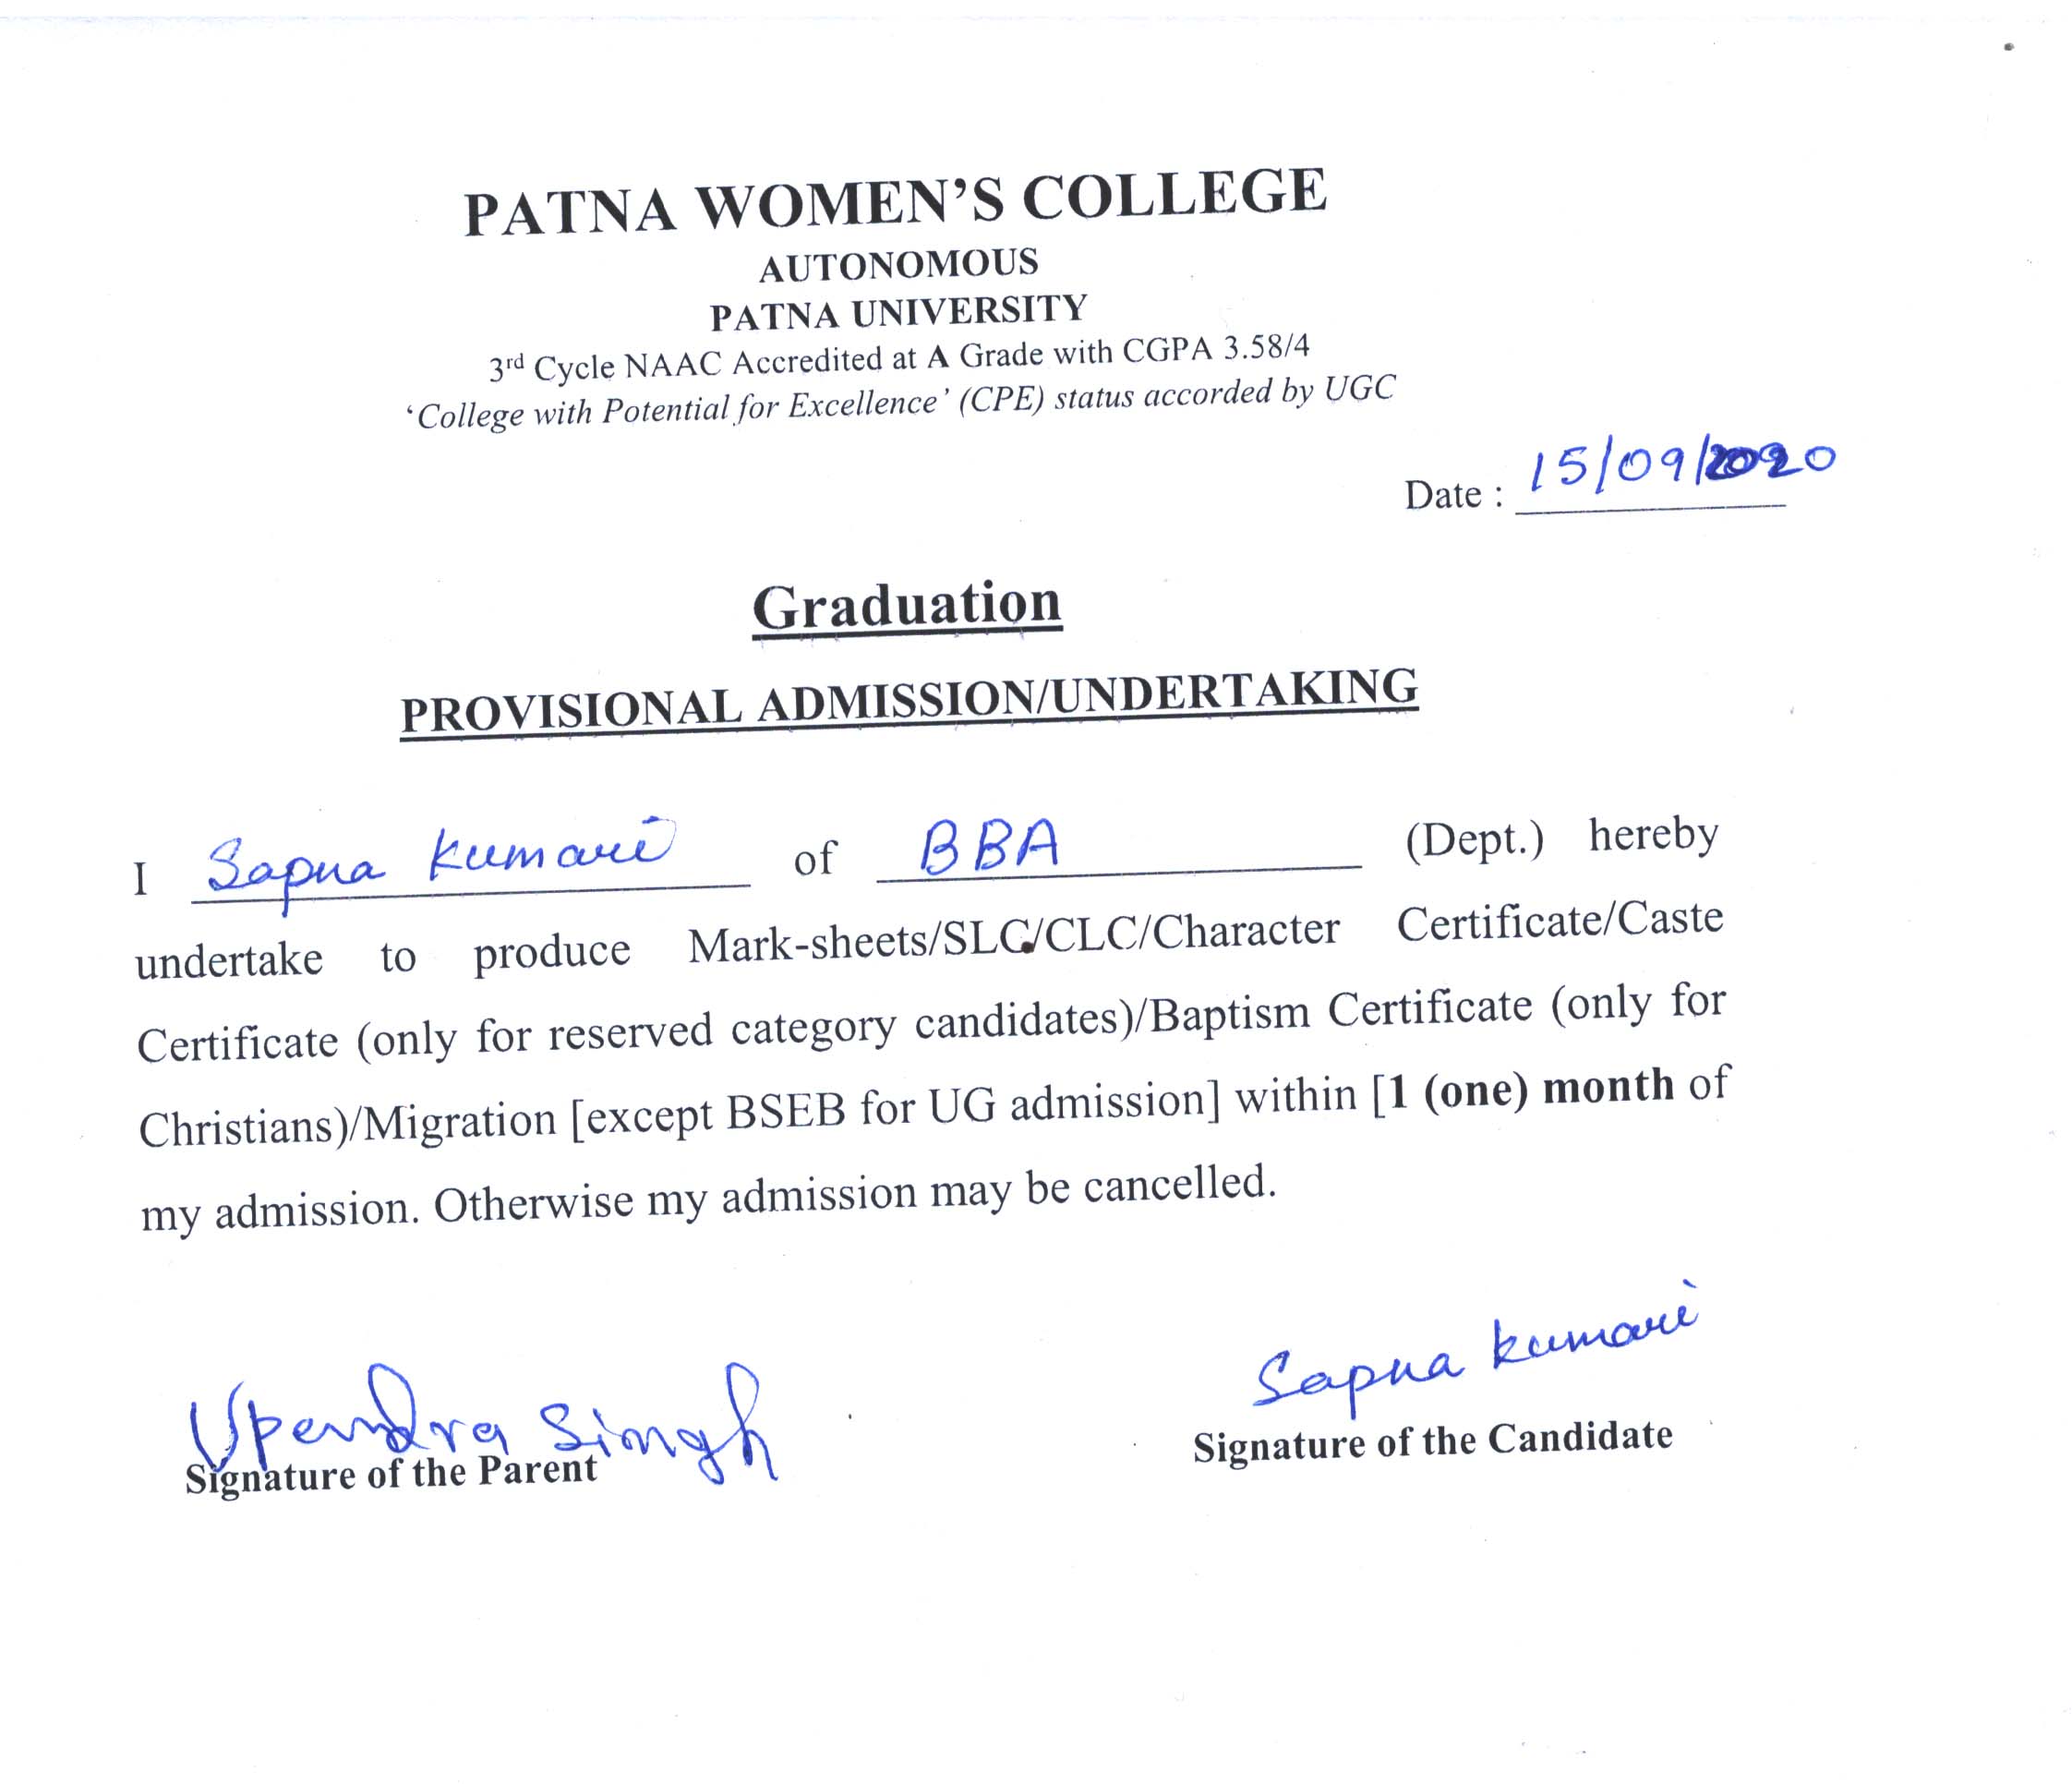 PATNA WOMEN'S COLLEGE
AUTONOMOUS
PATNA UNIVERSITY
3rd Cycle NAAC Accredited at A Grade with CGPA 3.58/4
‘College with Potential for Excellence’ (CPE) status accorded by UGC
Date : 15/09/2020
Graduation
PROVISIONAL ADMISSION/UNDERTAKING
I Sapna Kumari of BBA (Dept.) hereby
undertake to produce Mark-sheets/SLC/CLC/Character Certificate/Caste
Certificate (only for reserved category candidates)/Baptism Certificate (only for
Christians)/Migration [except BSEB for UG admission] within [1 (one) month of
my admission. Otherwise my admission may be cancelled.
Upendra Singh
Signature of the Parent
Sapna Kumari
Signature of the Candidate